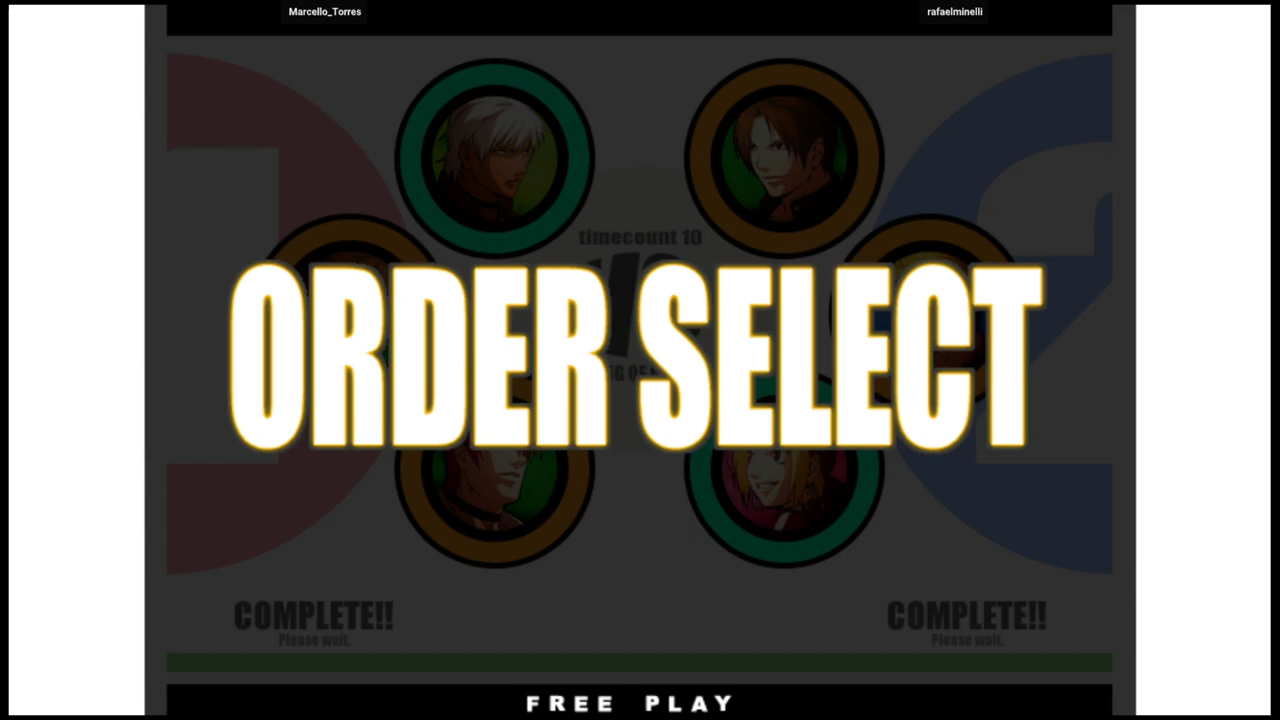 Marcello_Torres
rafaelminelli
timecount 10
ORDER SELECT
COMPLETE!!
Please wait.
COMPLETE!!
Please wait.
FREE PLAY